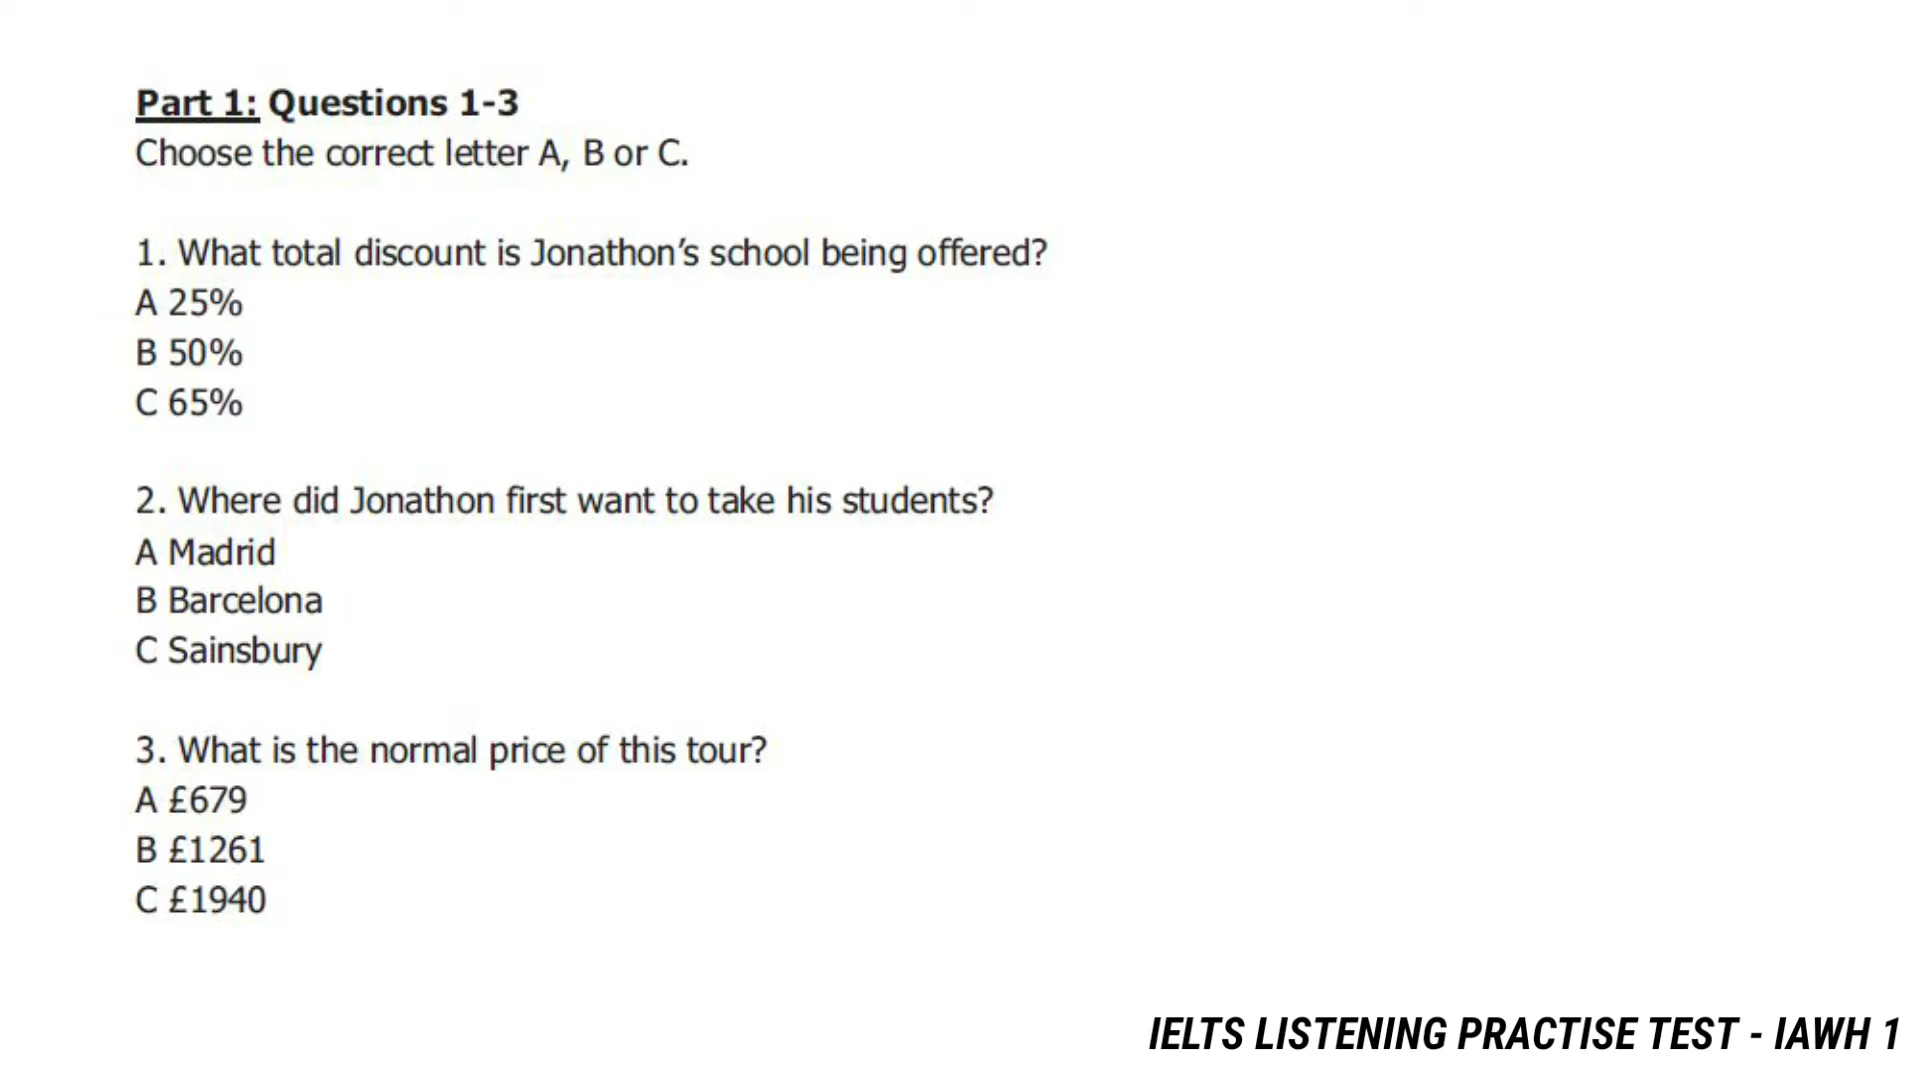 Part 1: Questions 1-3
Choose the correct letter A, B or C.
1. What total discount is Jonathon’s school being offered?
A 25%
B 50%
C 65%
2. Where did Jonathon first want to take his students?
A Madrid
B Barcelona
C Sainsbury
3. What is the normal price of this tour?
A £679
B £1261
C £1940
IELTS LISTENING PRACTISE TEST - IAWH 1